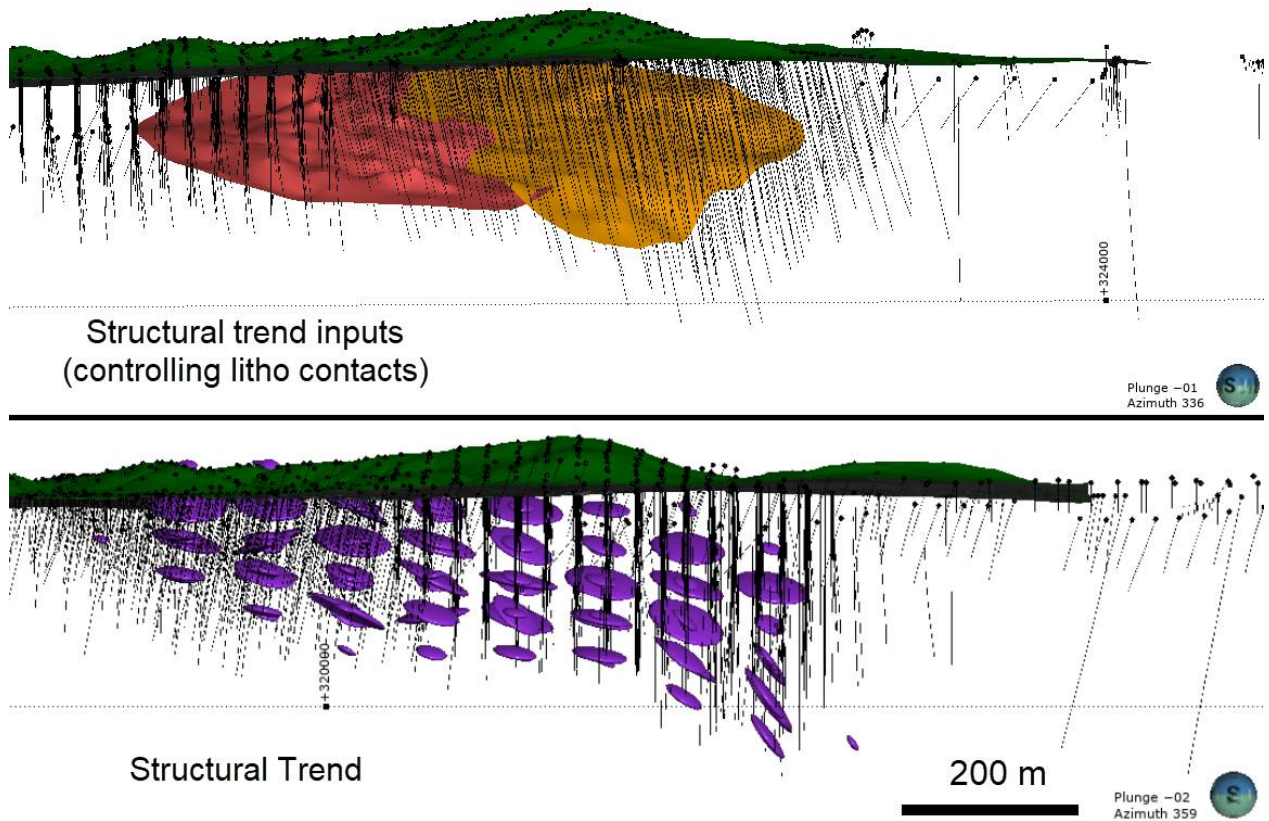 +324000
Structural trend inputs
(controlling litho contacts)
Plunge −01
Azimuth 336
S
+320000
Structural Trend
200 m
Plunge −02
Azimuth 359
S